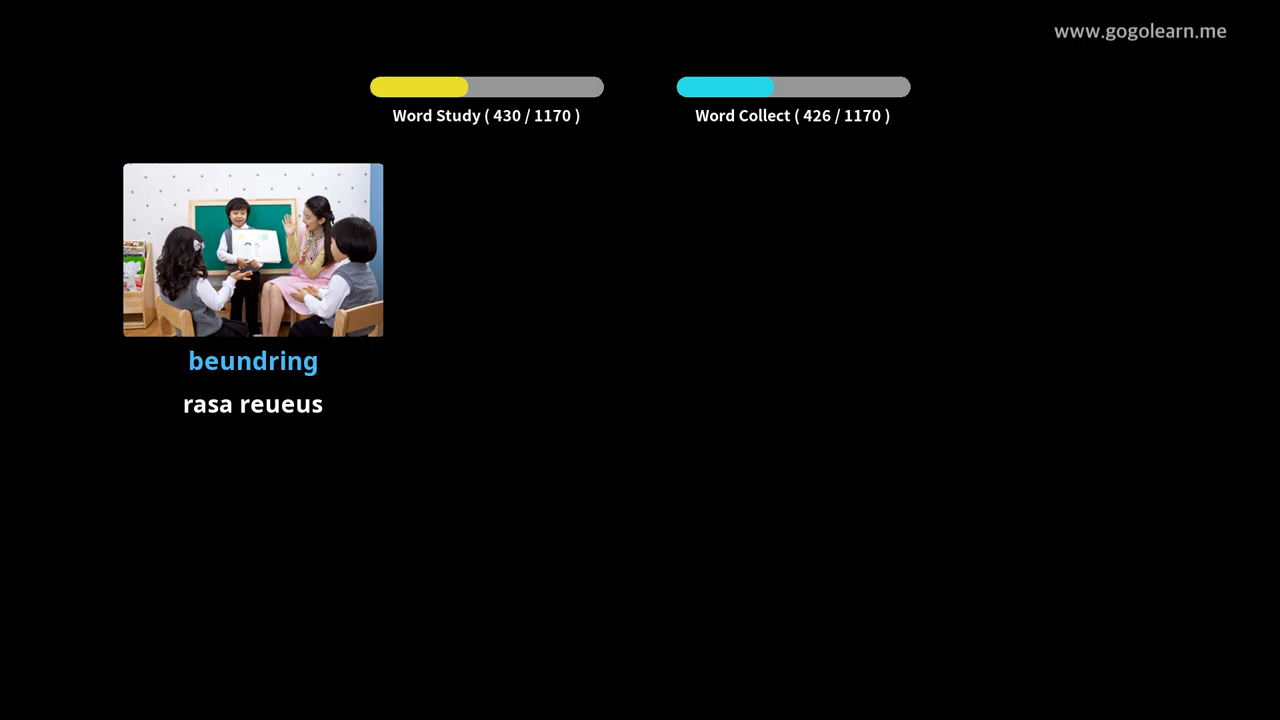 www.gogolearn.me
Word Study ( 430 / 1170 )
Word Collect ( 426 / 1170 )
beundring
rasa reueus